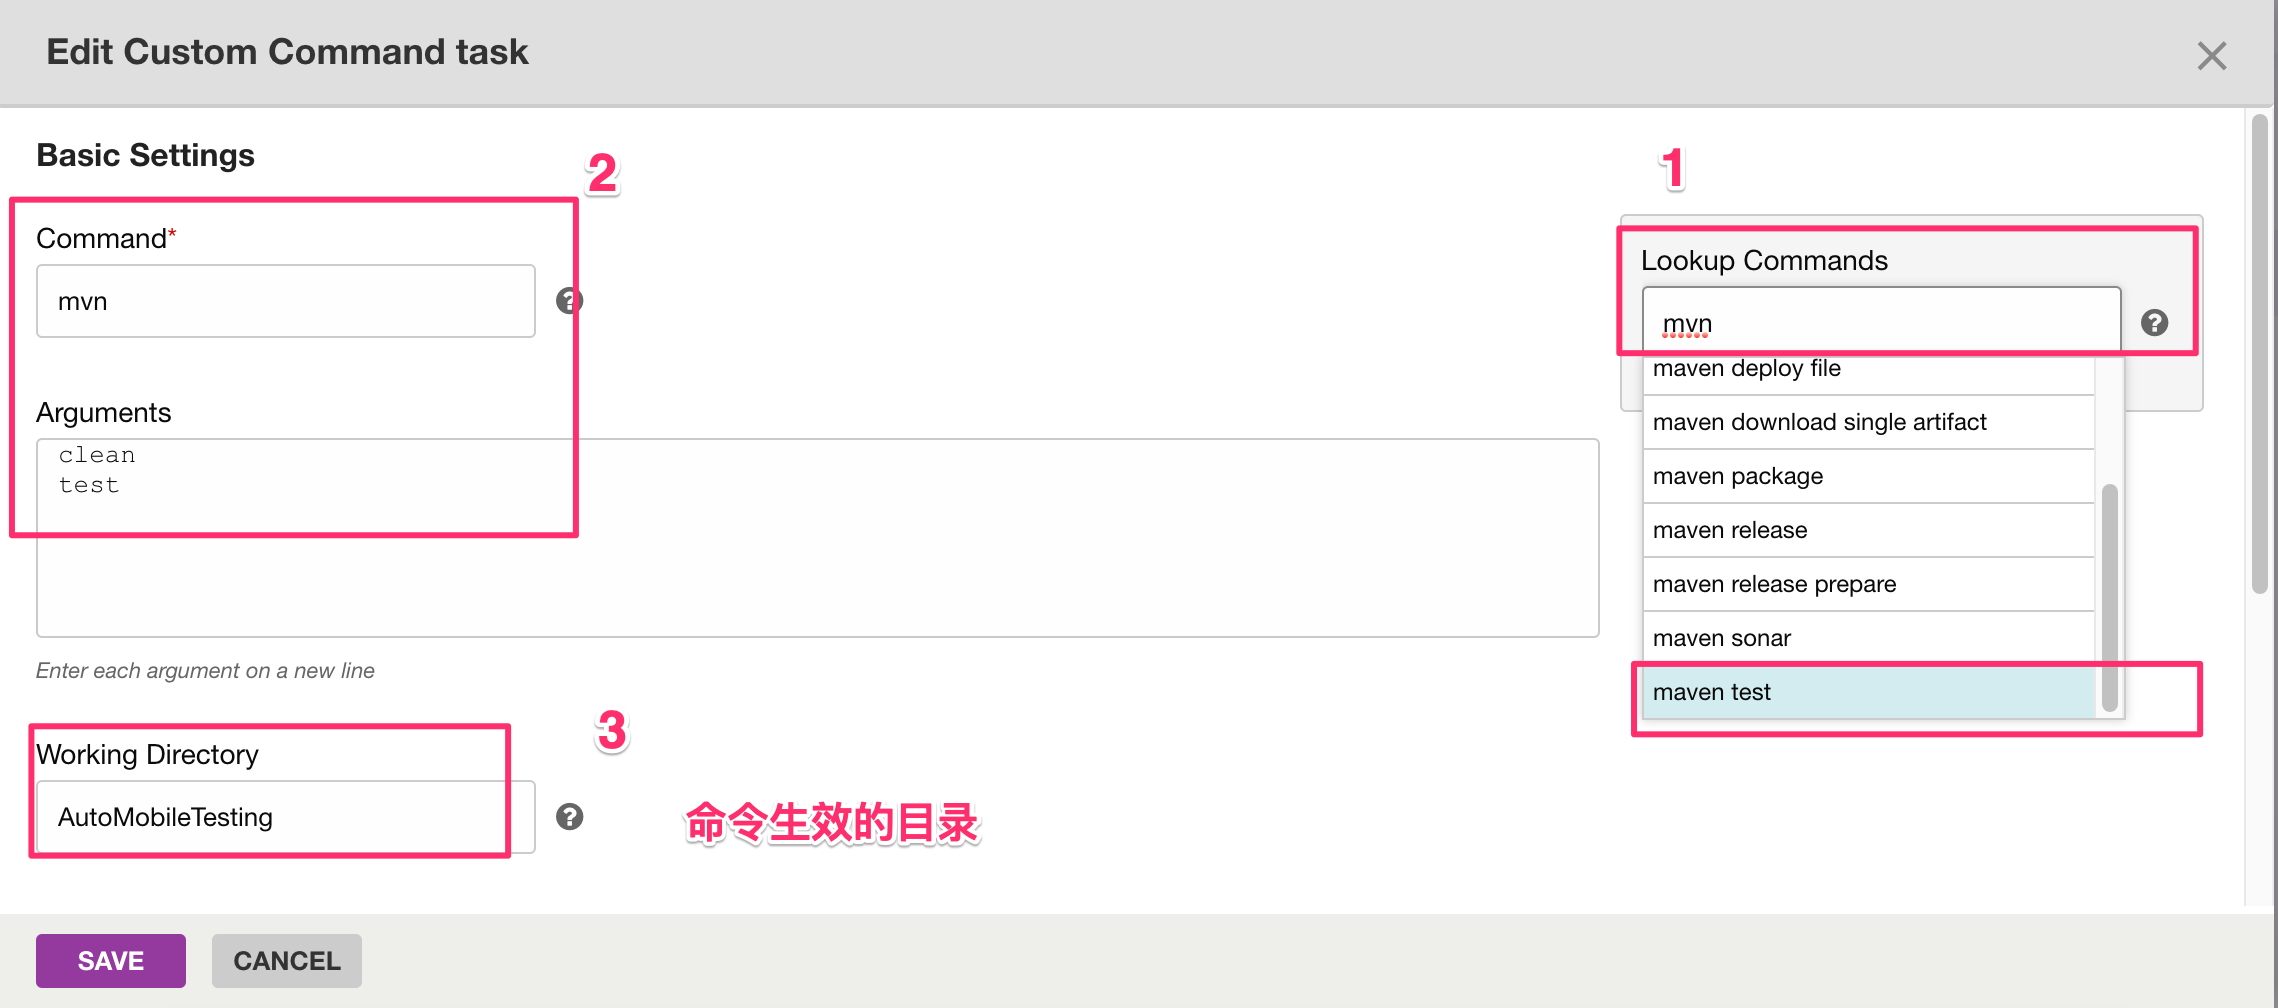 Edit Custom Command task
Basic Settings
2
1
Command*
mvn
Lookup Commands
mvn
maven deploy file
maven download single artifact
maven package
maven release
maven release prepare
maven sonar
maven test
Arguments
clean
test
Enter each argument on a new line
3
Working Directory
AutoMobileTesting
命令生效的目录
SAVE
CANCEL